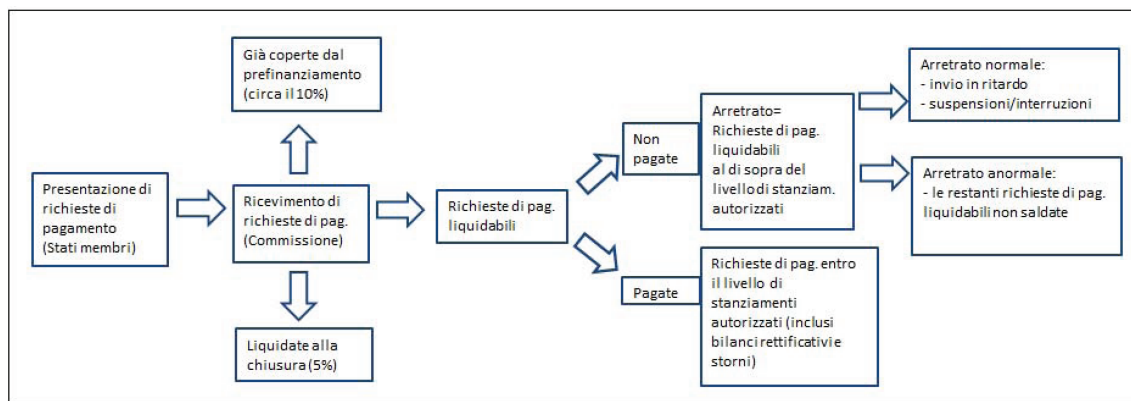 Già coperte dal
prefinanziamento
(circa il 10%)
Presentazione di
richieste di
pagamento
(Stati membri)
Ricevimento di
richieste di pag.
(Commissione)
Liquidate alla
chiusura (5%)
Richieste di pag.
liquidabili
Non
pagate
Arretrato=
Richieste di pag.
liquidabili
al di sopra del
livello di stanziam.
autorizzati
Arretrato normale:
- invio in ritardo
- suspensioni/interruzioni
Arretrato anormale:
- le restanti richieste di pag.
liquidabili non saldate
Pagate
Richieste di pag. entro
il livello di
stanziamenti
autorizzati (inclusi
bilanci rettificativi e
storni)